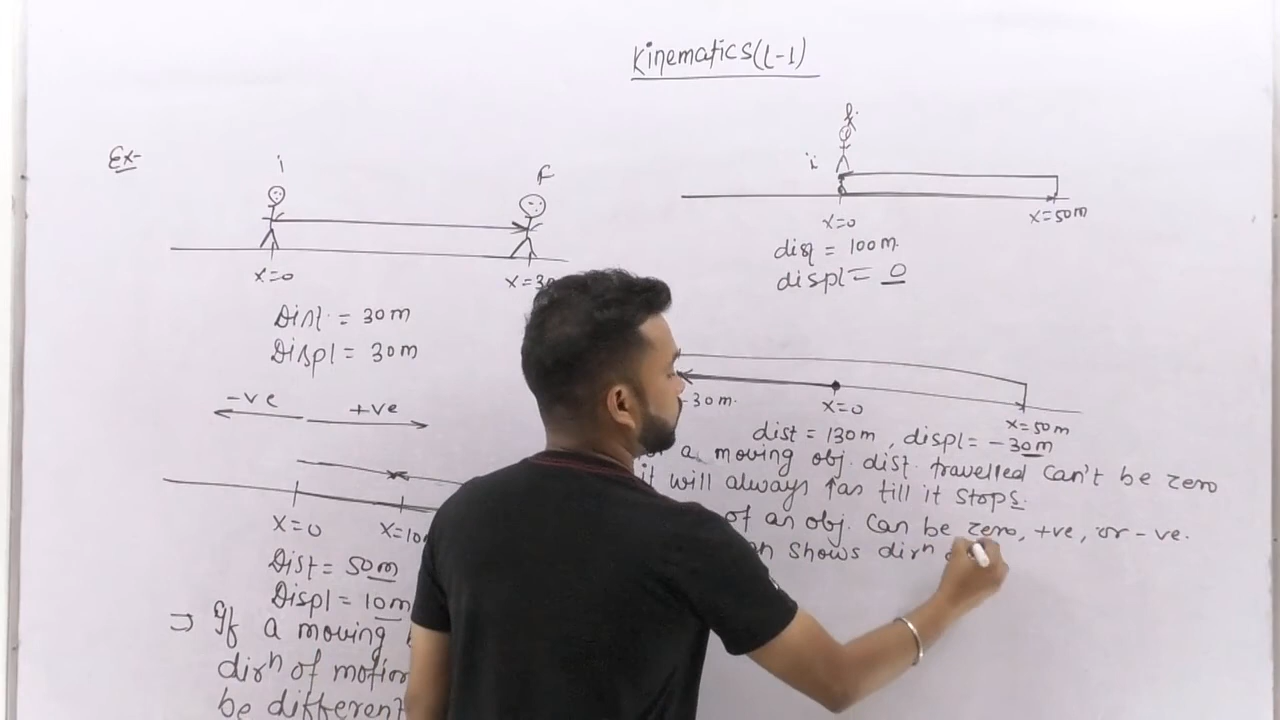 Kinematics(L-1)
Ex-
i
f
x=0
x=30
Dist. = 30m
Displ = 30m
-ve
+ve
x=0
x=10
Dist = 50m
Displ = 10m
⇒ If a moving
dirⁿ of motion
be different
f.
i
x=0
x=50m
dist = 100m.
displ = 0
-30m.
x=0
x=50m
dist = 130m, displ = -30m
a moving obj. dist. travelled can't be zero
it will always ↑as till it stops.
of an obj. can be zero, +ve, or -ve.
shows dirⁿ